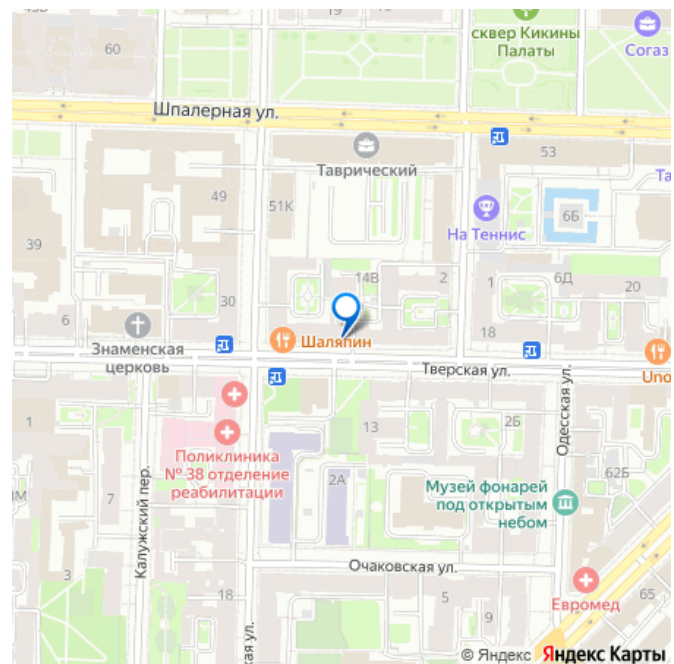 60
сквер Кикины
Палаты
Согаз
Шпалерная ул.
Таврический
53
49
51К
На Теннис
6Б
39
14В
2
1
6Д
20
30
6
Шаляпин
18
Знаменская
церковь
Тверская ул.
Uno
1
13
2Б
Одесская ул.
Поликлиника
№ 38 отделение
реабилитации
2А
62Б
7
Музей фонарей
под открытым
небом
Калужский пер.
3
Очаковская ул.
18
5
9
Евромед
65
ая ул.
© Яндекс Яндекс Карты